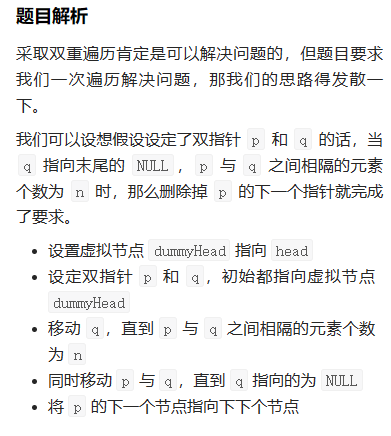 题目解析
采取双重遍历肯定是可以解决问题的，但题目要求
我们一次遍历解决问题，那我们的思路得发散一
下。
我们可以设想假设设定了双指针 p 和 q 的话，当
q 指向末尾的 NULL ，p 与 q 之间相隔的元素
个数为 n 时，那么删除掉 p 的下一个指针就完成
了要求。
• 设置虚拟节点 dummyHead 指向 head
• 设定双指针 p 和 q ，初始都指向虚拟节点
dummyHead
• 移动 q ，直到 p 与 q 之间相隔的元素个数
为 n
• 同时移动 p 与 q ，直到 q 指向的为 NULL
• 将 p 的下一个节点指向下下个节点